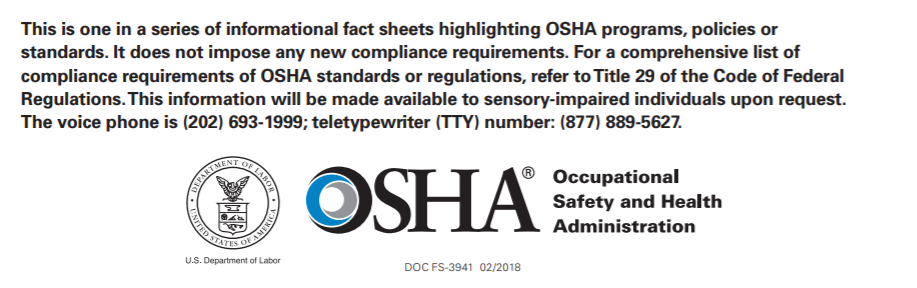 This is one in a series of informational fact sheets highlighting OSHA programs, policies or
standards. It does not impose any new compliance requirements. For a comprehensive list of
compliance requirements of OSHA standards or regulations, refer to Title 29 of the Code of Federal
Regulations. This information will be made available to sensory-impaired individuals upon request.
The voice phone is (202) 693-1999; teletypewriter (TTY) number: (877) 889-5627.
DEPARTMENT OF LABOR
UNITED STATES OF AMERICA
U.S. Department of Labor
OSHA®
Occupational
Safety and Health
Administration
DOC FS-3941 02/2018